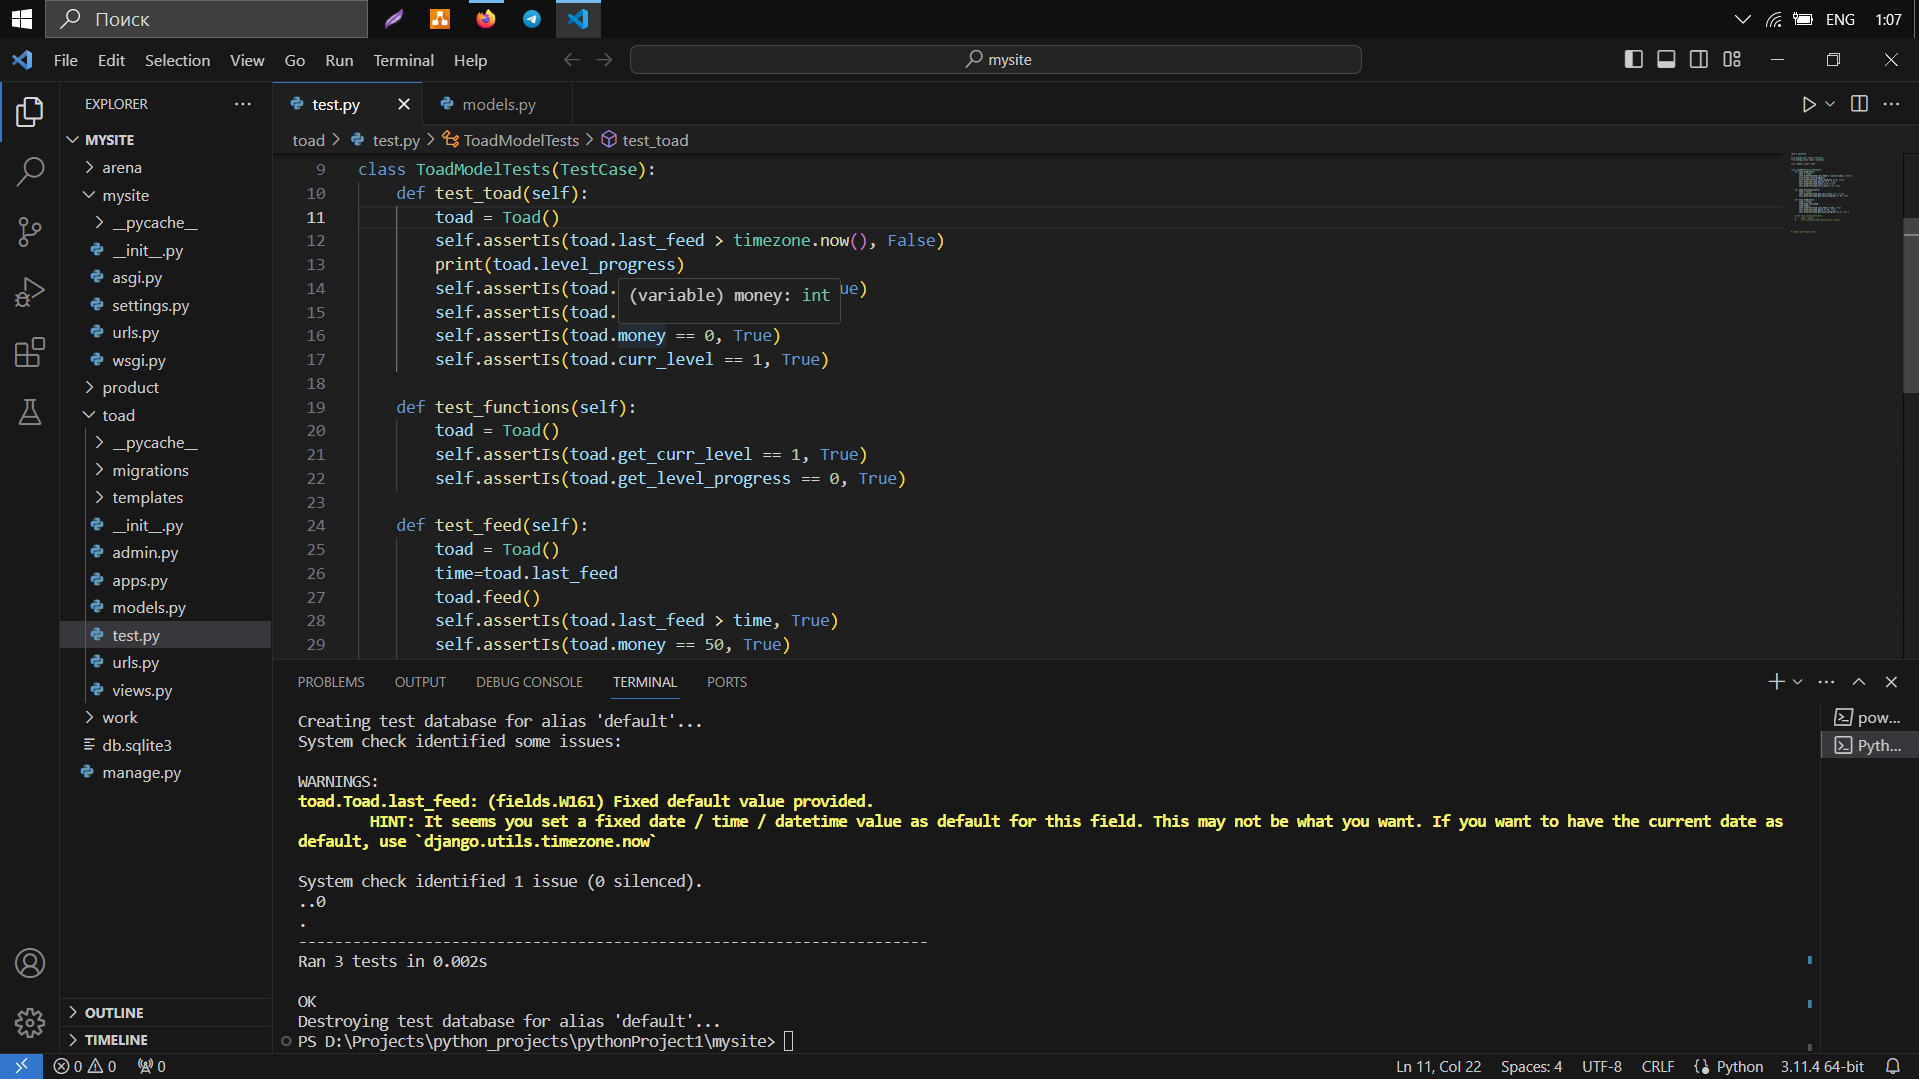 Поиск
ENG
1:07
File Edit Selection View Go Run Terminal Help
mysite
EXPLORER
MYSITE
arena
mysite
__pycache__
__init__.py
asgi.py
settings.py
urls.py
wsgi.py
product
toad
__pycache__
migrations
templates
__init__.py
admin.py
apps.py
models.py
test.py
urls.py
views.py
work
db.sqlite3
manage.py
OUTLINE
TIMELINE
test.py
models.py
toad > test.py > ToadModelTests > test_toad
9 class ToadModelTests(TestCase):
10 def test_toad(self):
11 toad = Toad()
12 self.assertIs(toad.last_feed > timezone.now(), False)
13 print(toad.level_progress)
14 self.assertIs(toad. ue)
(variable) money: int
15 self.assertIs(toad.
16 self.assertIs(toad.money == 0, True)
17 self.assertIs(toad.curr_level == 1, True)
18
19 def test_functions(self):
20 toad = Toad()
21 self.assertIs(toad.get_curr_level == 1, True)
22 self.assertIs(toad.get_level_progress == 0, True)
23
24 def test_feed(self):
25 toad = Toad()
26 time=toad.last_feed
27 toad.feed()
28 self.assertIs(toad.last_feed > time, True)
29 self.assertIs(toad.money == 50, True)
PROBLEMS OUTPUT DEBUG CONSOLE TERMINAL PORTS
Creating test database for alias 'default'...
System check identified some issues:
WARNINGS:
toad.Toad.last_feed: (fields.W161) Fixed default value provided.
HINT: It seems you set a fixed date / time / datetime value as default for this field. This may not be what you want. If you want to have the current date as
default, use `django.utils.timezone.now`
System check identified 1 issue (0 silenced).
..0
.
----------------------------------------------------------------------
Ran 3 tests in 0.002s
OK
Destroying test database for alias 'default'...
PS D:\Projects\python_projects\pythonProject1\mysite>
pow...
Pyth...
0 0 0
Ln 11, Col 22 Spaces: 4 UTF-8 CRLF Python 3.11.4 64-bit